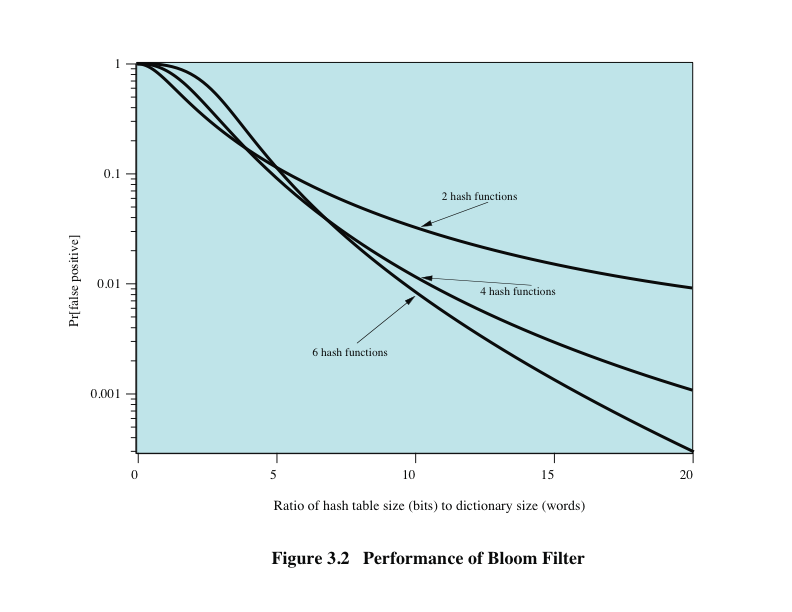 1
0.1
0.01
0.001
Pr[false positive]
2 hash functions
4 hash functions
6 hash functions
0 5 10 15 20
Ratio of hash table size (bits) to dictionary size (words)
Figure 3.2 Performance of Bloom Filter